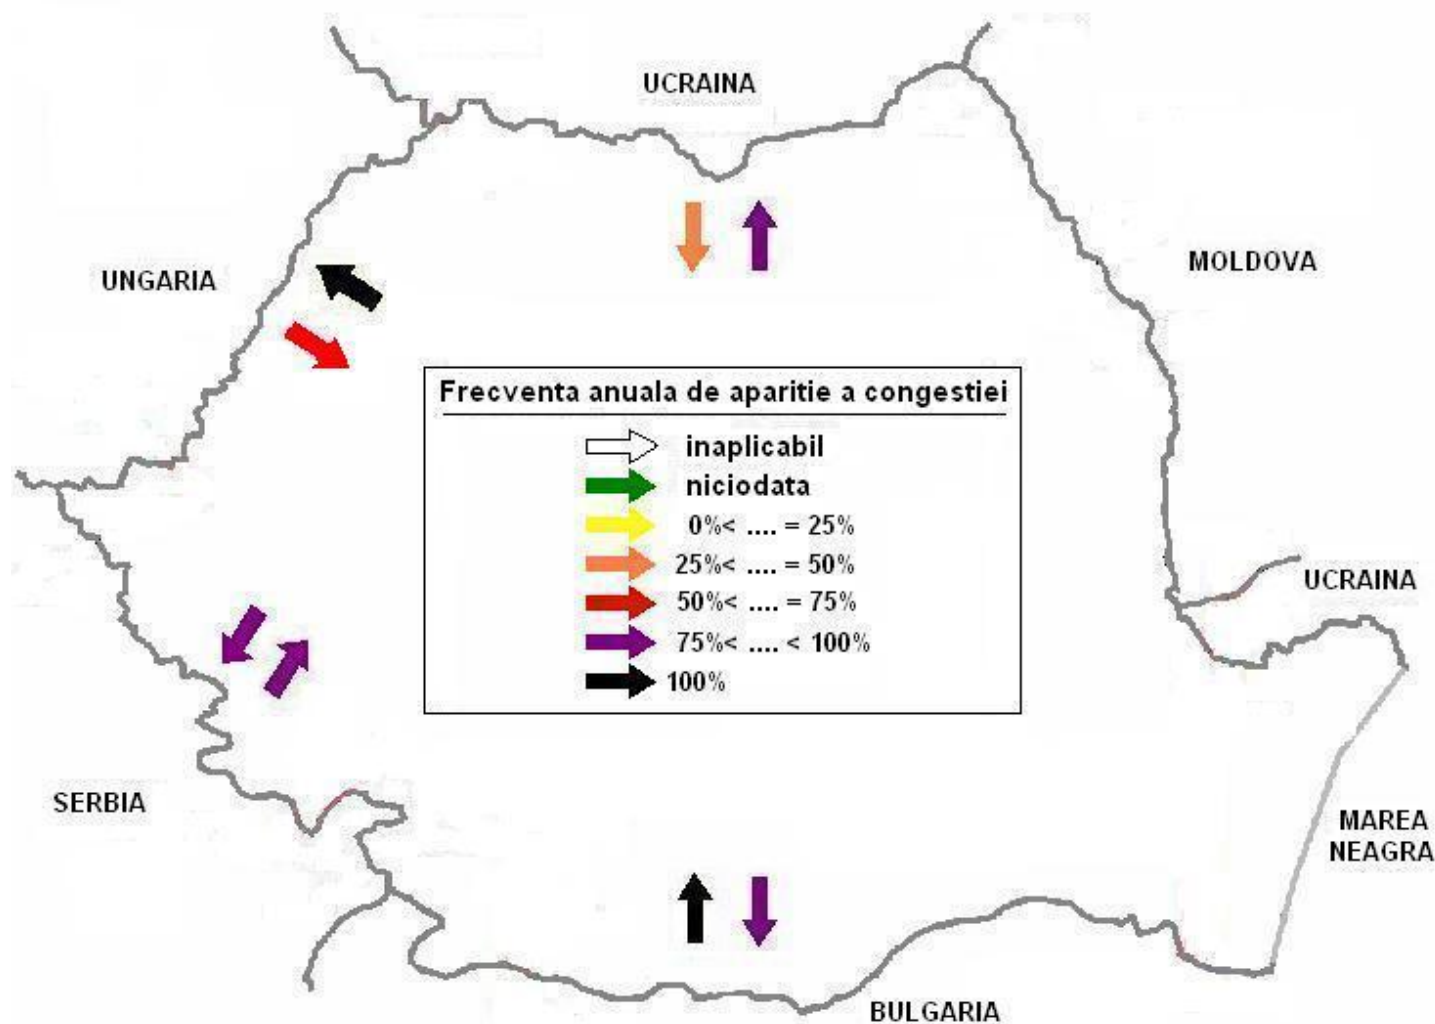 UCRAINA
UNGARIA
MOLDOVA
Frecventa anuala de aparitie a congestiei
inaplicabil
niciodata
0%< .... = 25%
25%< .... = 50%
50%< .... = 75%
75%< .... < 100%
100%
UCRAINA
SERBIA
MAREA
NEAGRA
BULGARIA